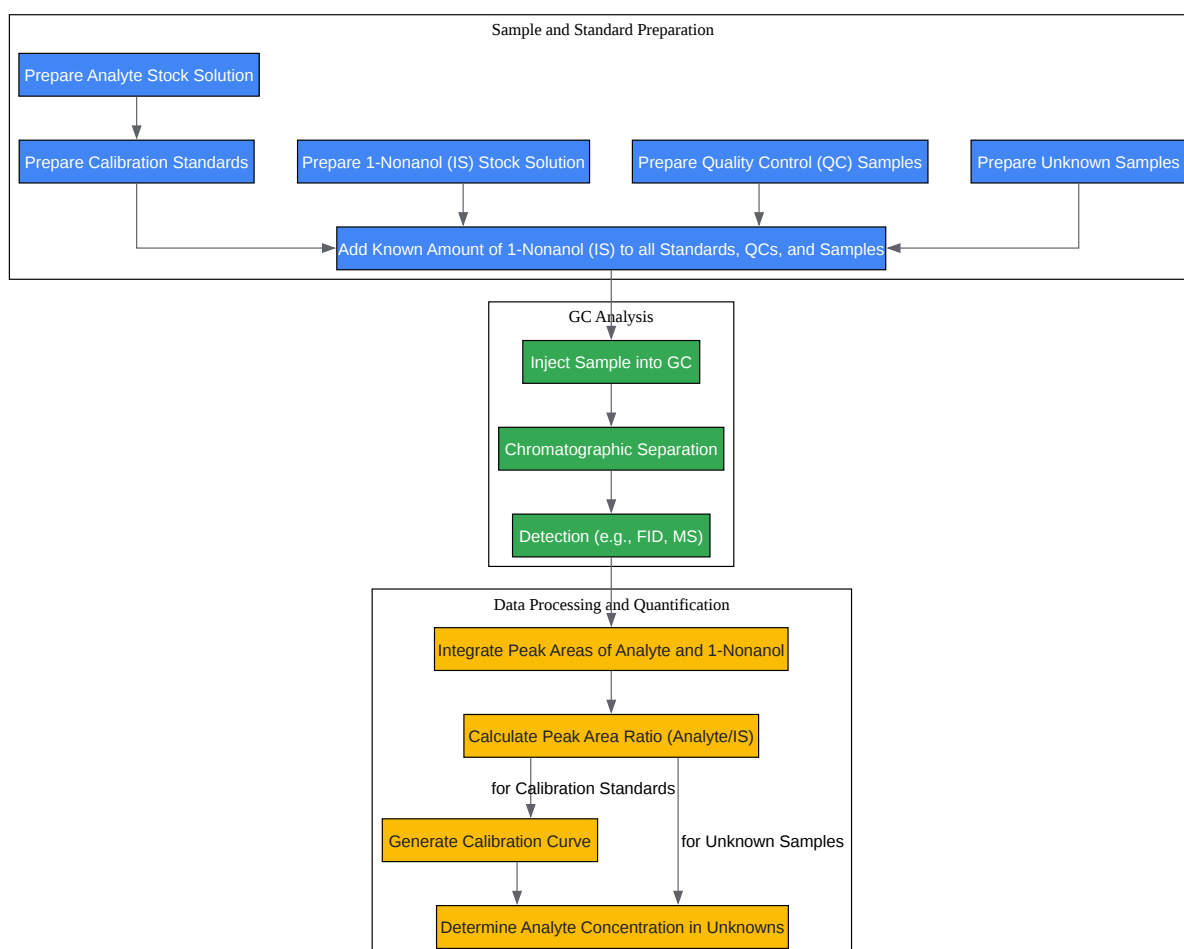 Sample and Standard Preparation
Prepare Analyte Stock Solution
Prepare Calibration Standards
Prepare 1-Nonanol (IS) Stock Solution
Prepare Quality Control (QC) Samples
Prepare Unknown Samples
Add Known Amount of 1-Nonanol (IS) to all Standards, QCs, and Samples
GC Analysis
Inject Sample into GC
Chromatographic Separation
Detection (e.g., FID, MS)
Data Processing and Quantification
Integrate Peak Areas of Analyte and 1-Nonanol
Calculate Peak Area Ratio (Analyte/IS)
for Calibration Standards
Generate Calibration Curve
for Unknown Samples
Determine Analyte Concentration in Unknowns